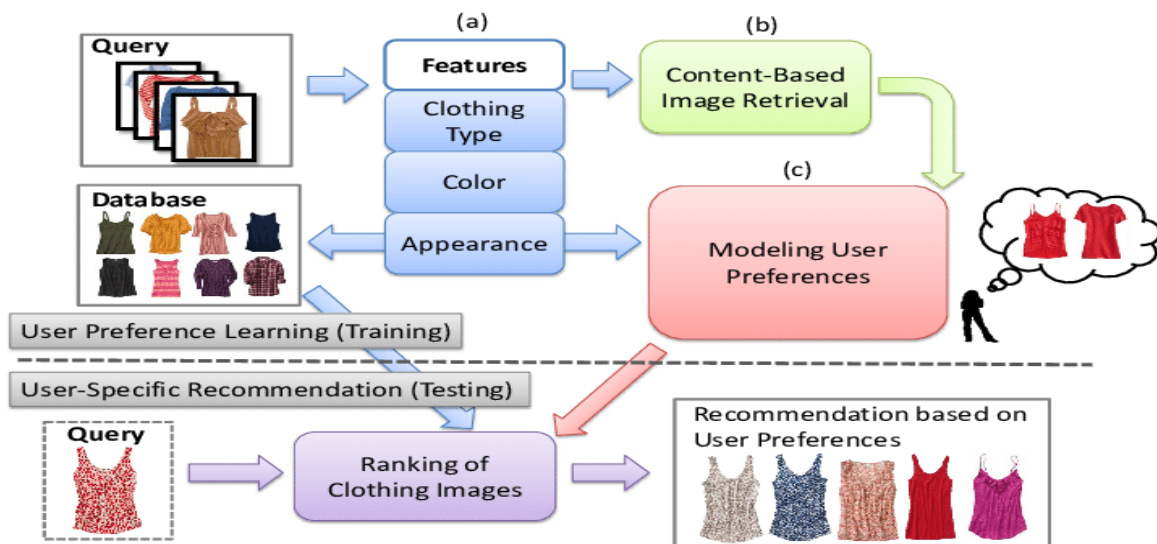 (a)
(b)
Query
Features
Content-Based
Image Retrieval
Clothing
Type
(c)
Color
Database
Appearance
Modeling User
Preferences
User Preference Learning (Training)
User-Specific Recommendation (Testing)
Query
Ranking of
Clothing Images
Recommendation based on
User Preferences